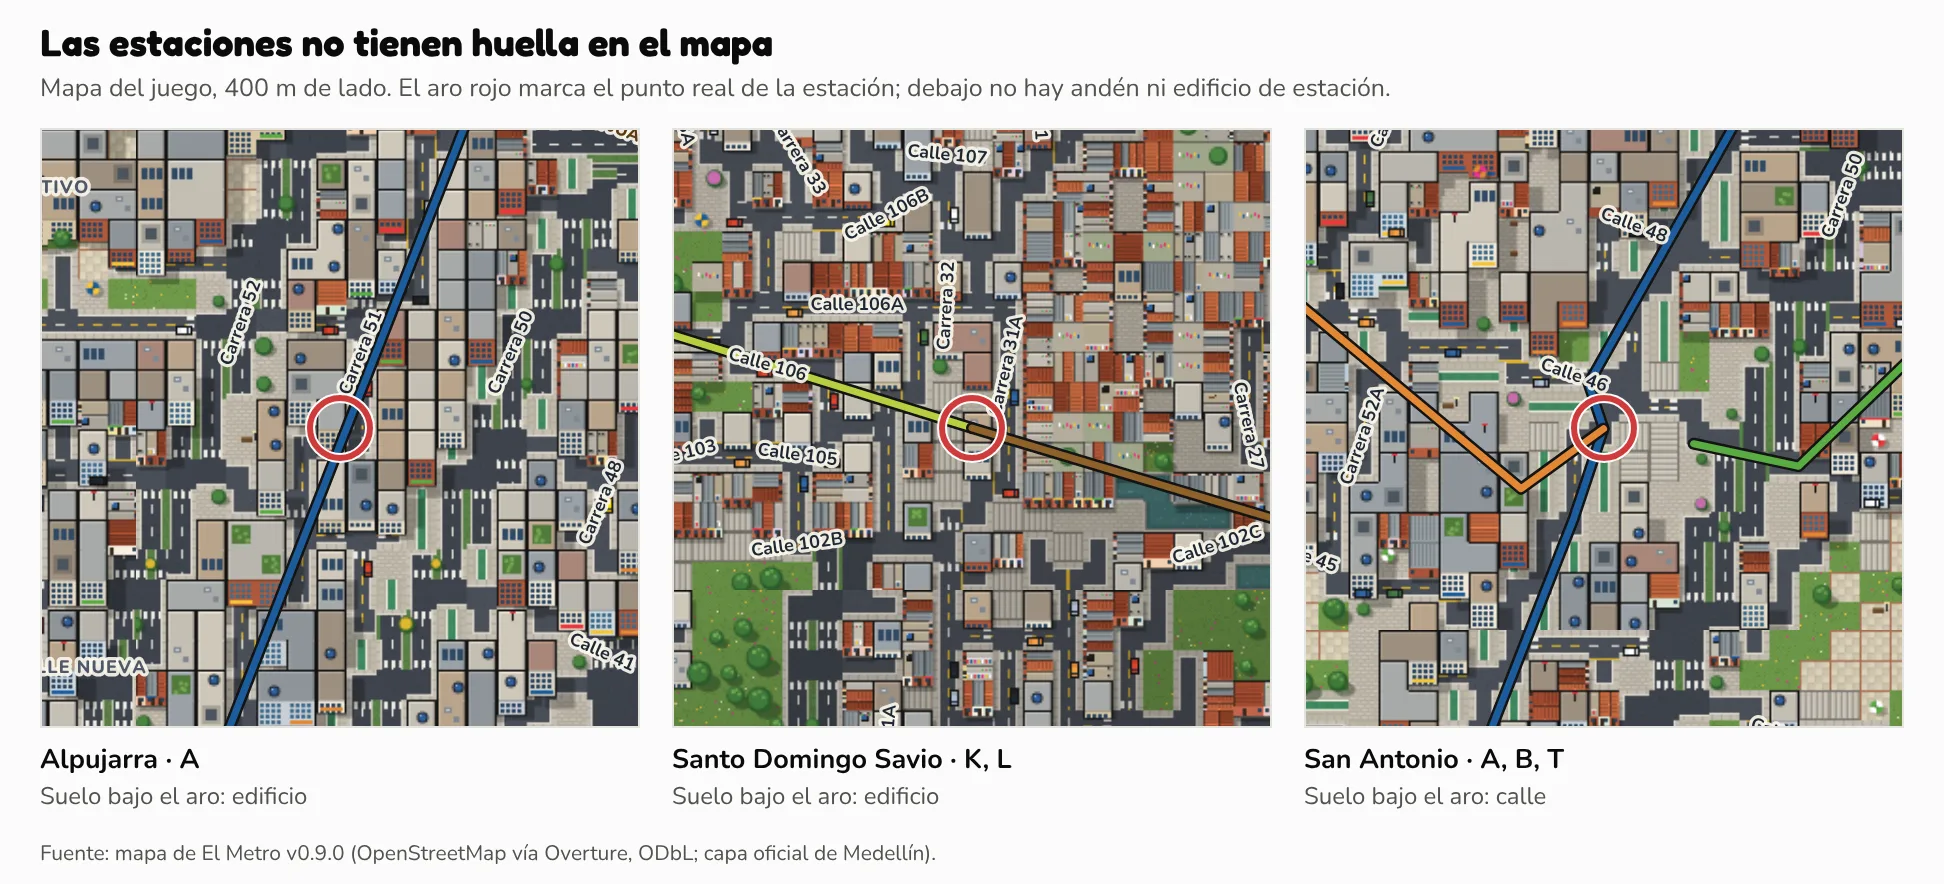 Las estaciones no tienen huella en el mapa
Mapa del juego, 400 m de lado. El aro rojo marca el punto real de la estación; debajo no hay andén ni edificio de estación.
TIVO
Carrera 52
Carrera 51
Carrera 50
Carrera 48
LLE NUEVA
Calle 41
Carrera 33
Calle 107
Calle 106B
Carrera 32
Calle 106A
Carrera 31A
Calle 106
Carrera 27
e 103
Calle 105
Calle 102B
Calle 102C
1A
Calle 48
Carrera 50
Calle 46
Carrera 52A
e 45
Alpujarra · A
Suelo bajo el aro: edificio
Santo Domingo Savio · K, L
Suelo bajo el aro: edificio
San Antonio · A, B, T
Suelo bajo el aro: calle
Fuente: mapa de El Metro v0.9.0 (OpenStreetMap vía Overture, ODbL; capa oficial de Medellín).